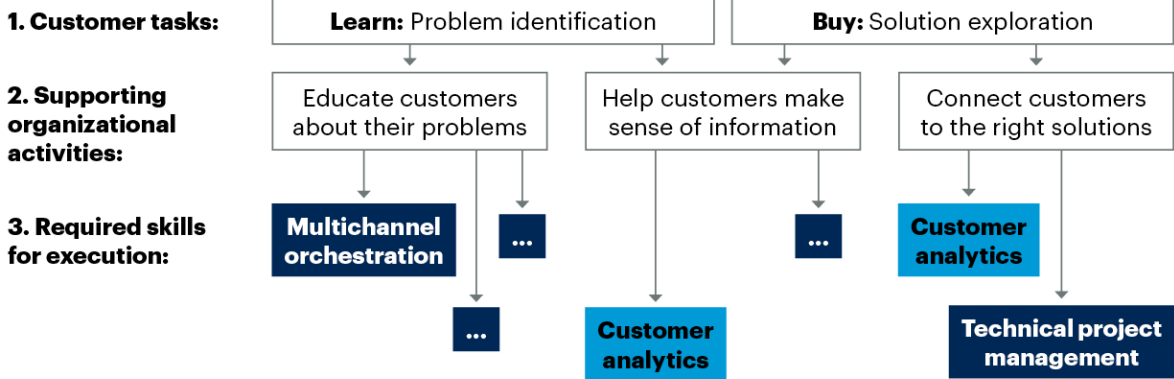 1. Customer tasks:
Learn: Problem identification
Buy: Solution exploration
2. Supporting
organizational
activities:
Educate customers
about their problems
Help customers make
sense of information
Connect customers
to the right solutions
3. Required skills
for execution:
Multichannel
orchestration
...
...
Customer
analytics
...
Customer
analytics
Technical project
management